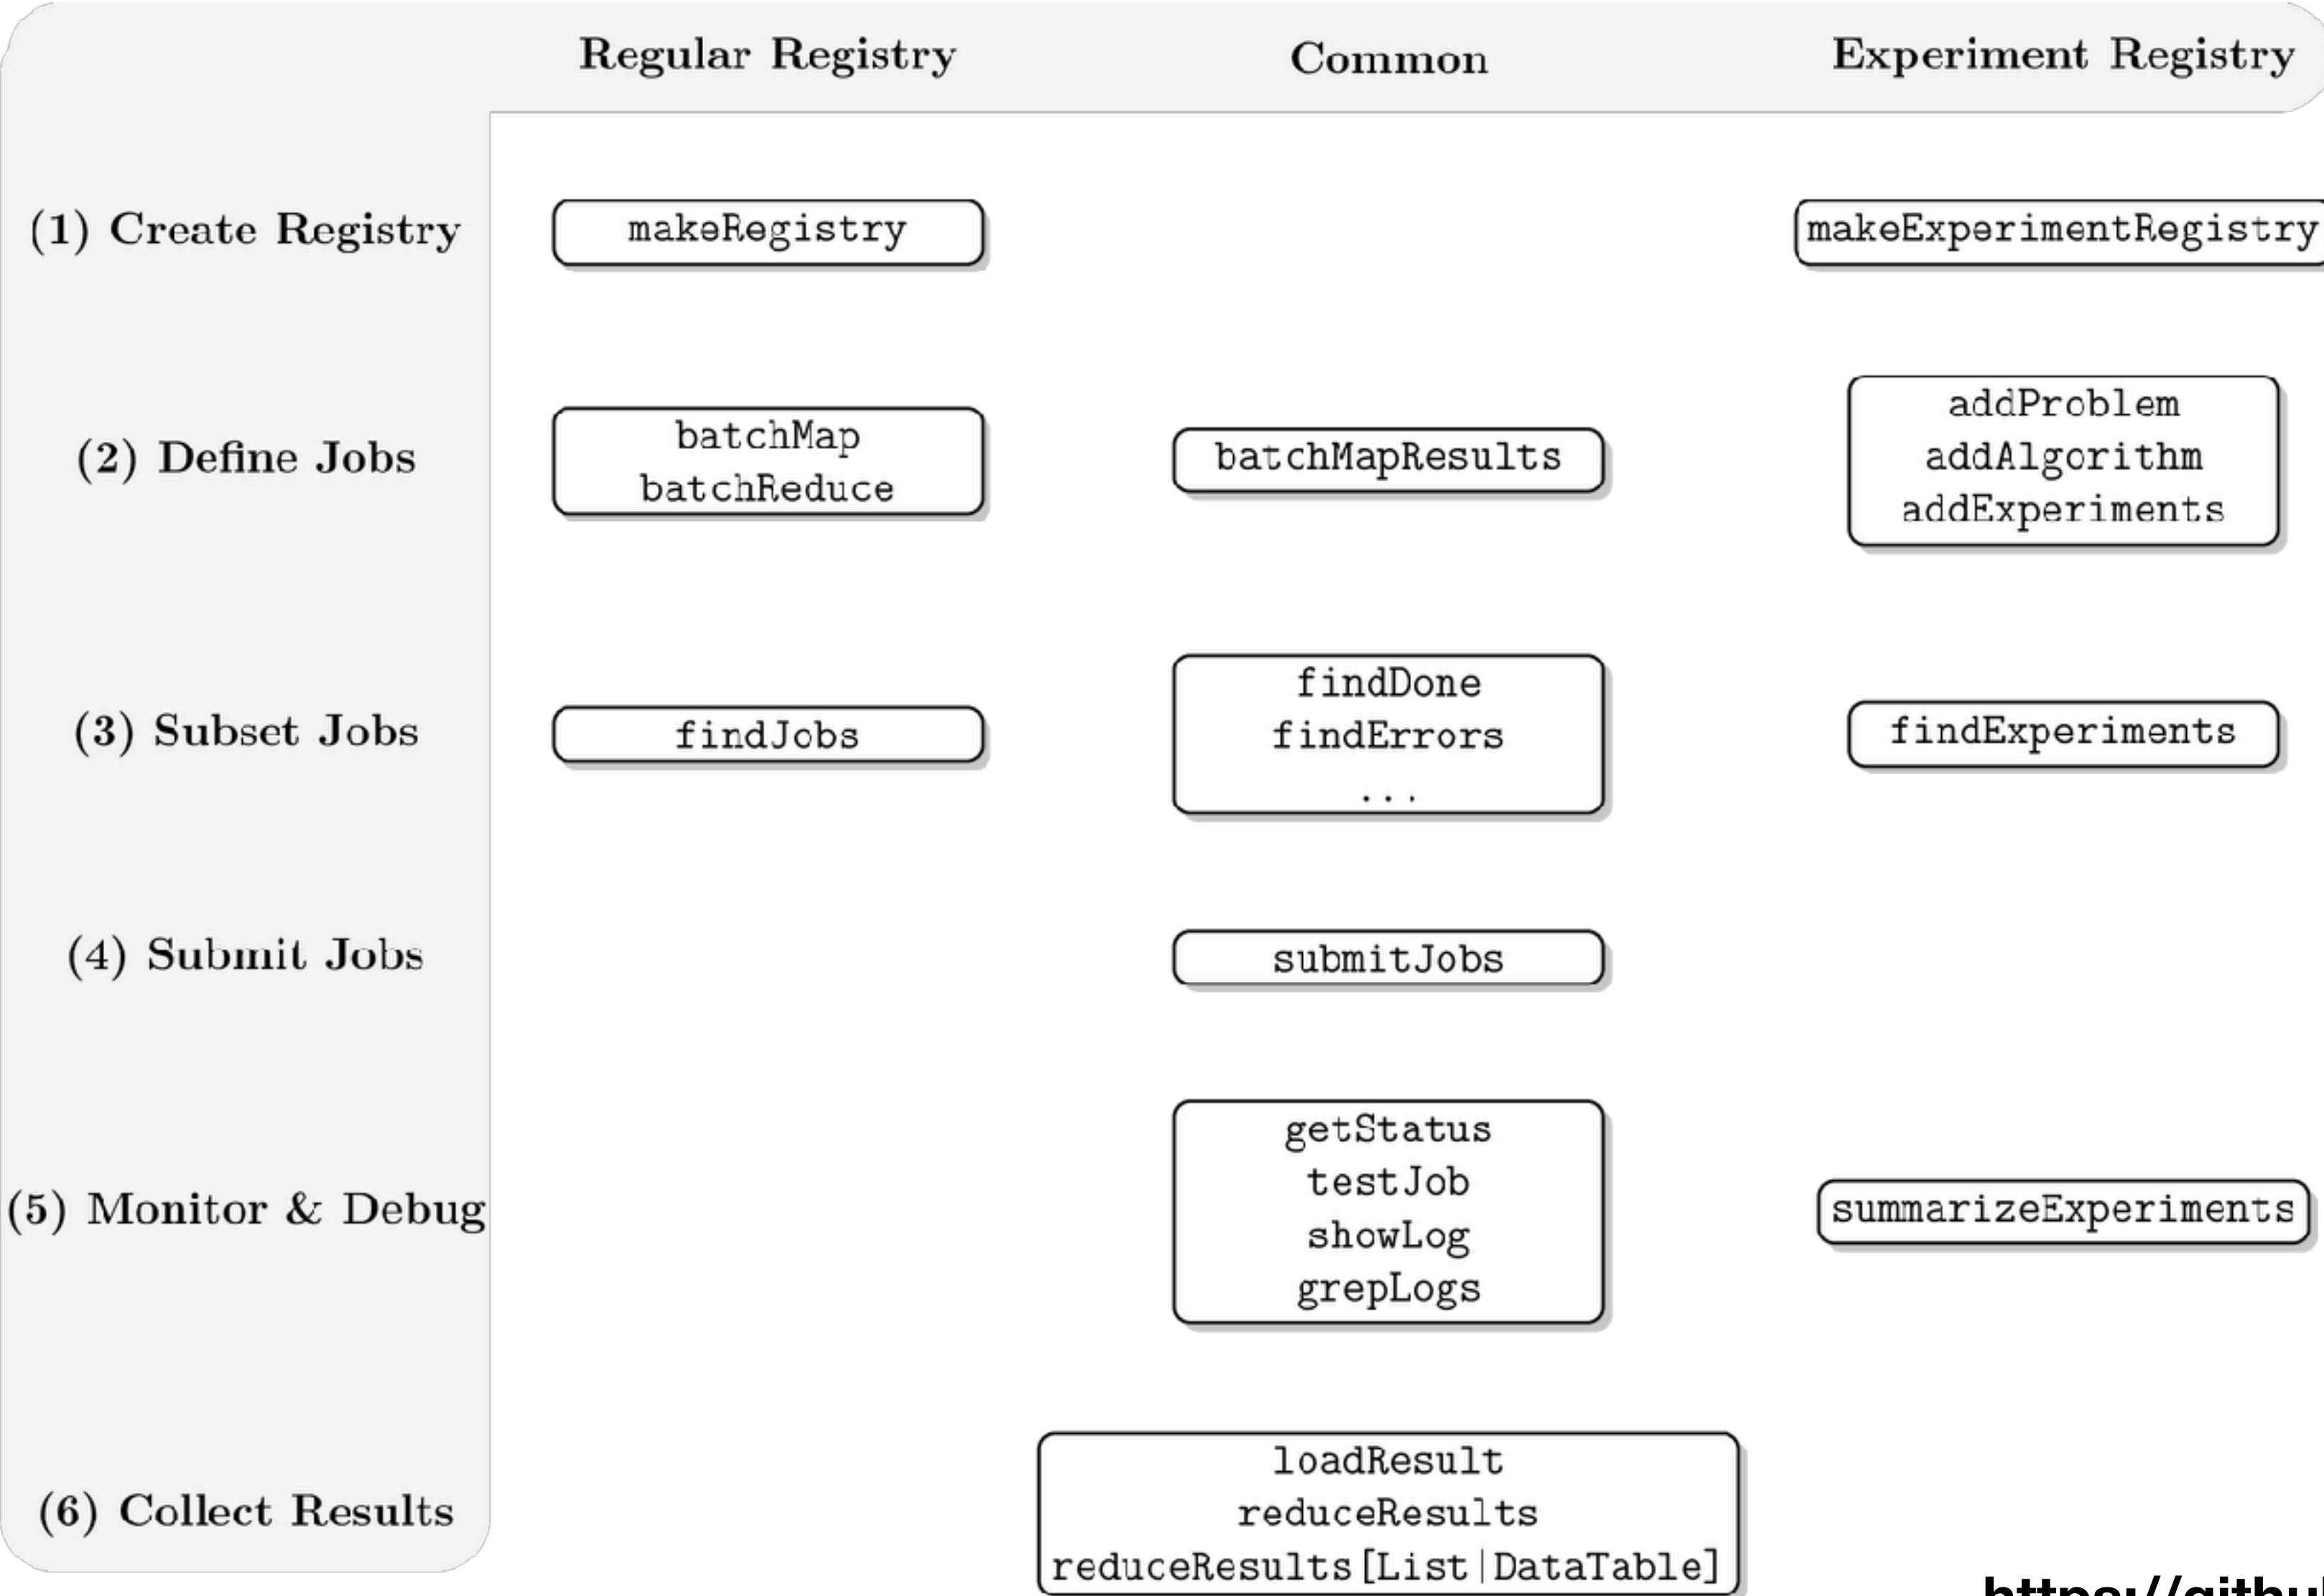 Regular Registry
Common
Experiment Registry
(1) Create Registry
makeRegistry
makeExperimentRegistry
(2) Define Jobs
batchMap
batchReduce
batchMapResults
addProblem
addAlgorithm
addExperiments
(3) Subset Jobs
findJobs
findDone
findErrors
...
findExperiments
(4) Submit Jobs
submitJobs
(5) Monitor & Debug
getStatus
testJob
showLog
grepLogs
summarizeExperiments
(6) Collect Results
loadResult
reduceResults
reduceResults[List|DataTable]